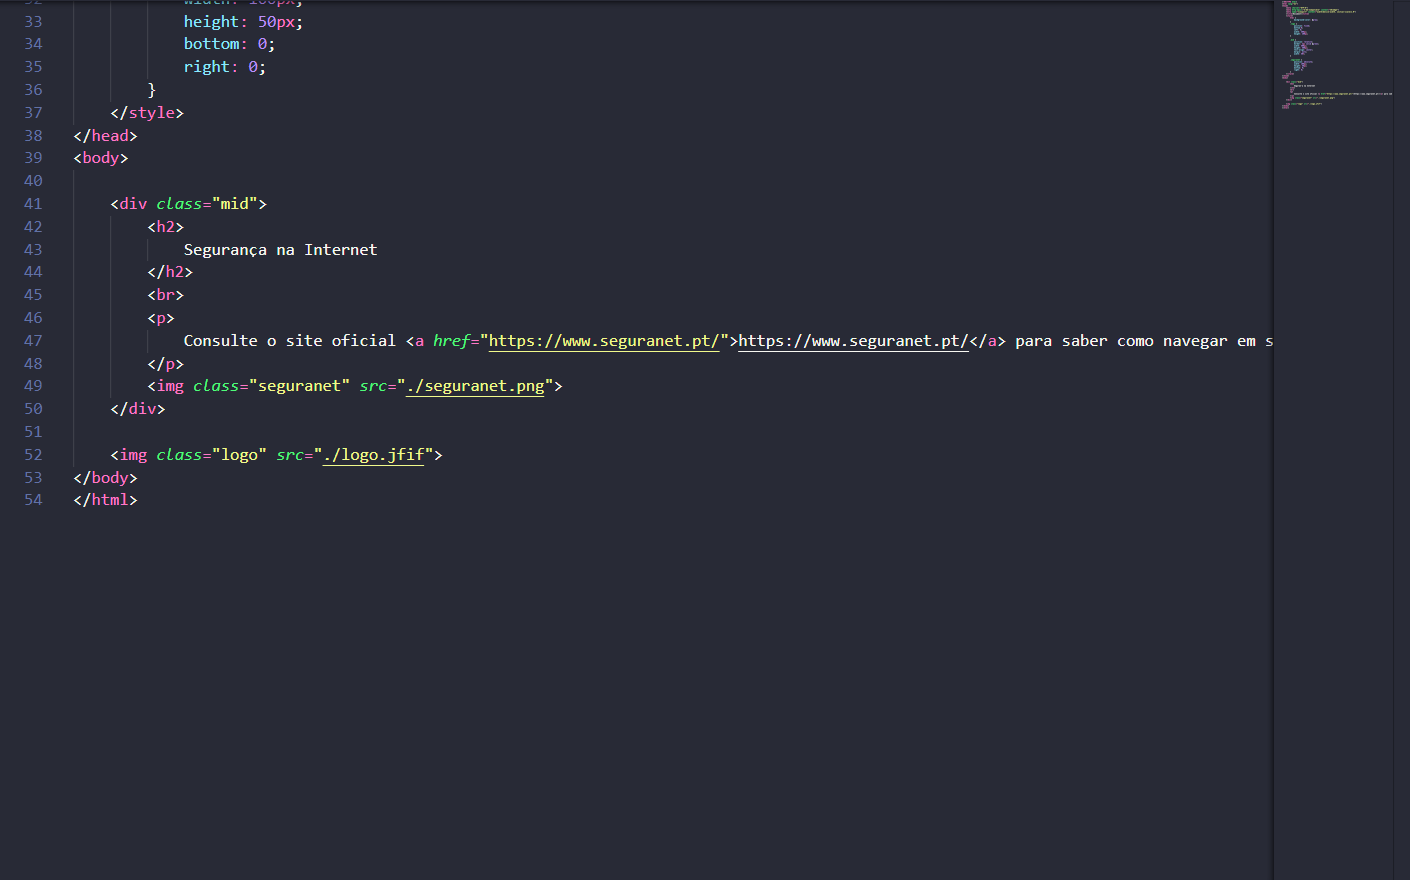 32 width: 100px;
33 height: 50px;
34 bottom: 0;
35 right: 0;
36 }
37 </style>
38 </head>
39 <body>
40
41 <div class="mid">
42 <h2>
43 Segurança na Internet
44 </h2>
45 <br>
46 <p>
47 Consulte o site oficial <a href="https://www.seguranet.pt/">https://www.seguranet.pt/</a> para saber como navegar em s
48 </p>
49 <img class="seguranet" src="./seguranet.png">
50 </div>
51
52 <img class="logo" src="./logo.jfif">
53 </body>
54 </html>